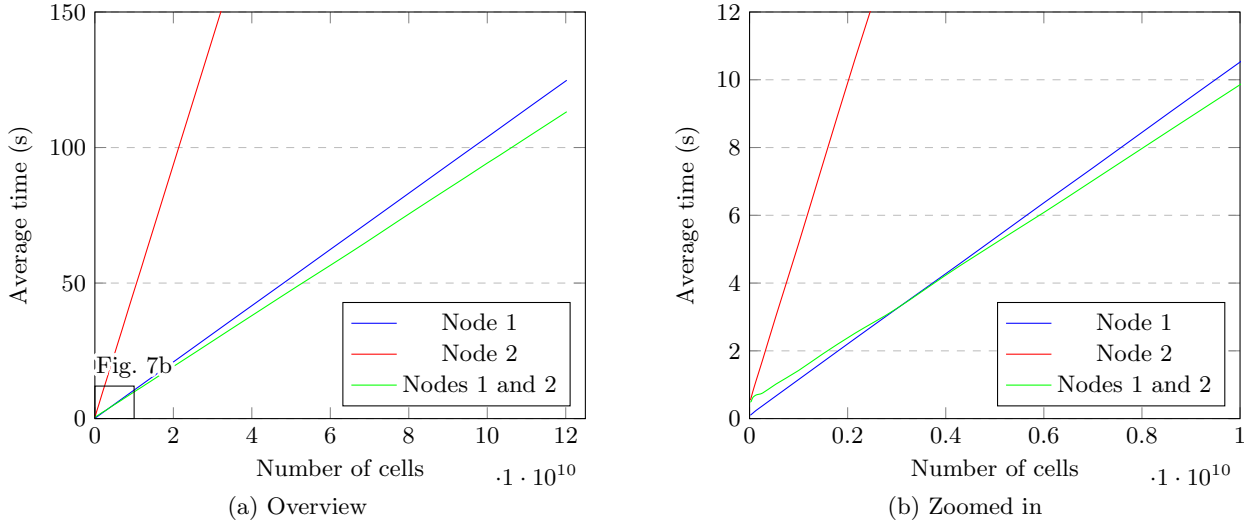 150
100
50
0
0
2
4
6
8
10
12
Average time (s)
Number of cells
·1 · 10^10
Fig. 7b
Node 1
Node 2
Nodes 1 and 2
(a) Overview
12
10
8
6
4
2
0
0
0.2
0.4
0.6
0.8
1
Average time (s)
Number of cells
·1 · 10^10
Node 1
Node 2
Nodes 1 and 2
(b) Zoomed in